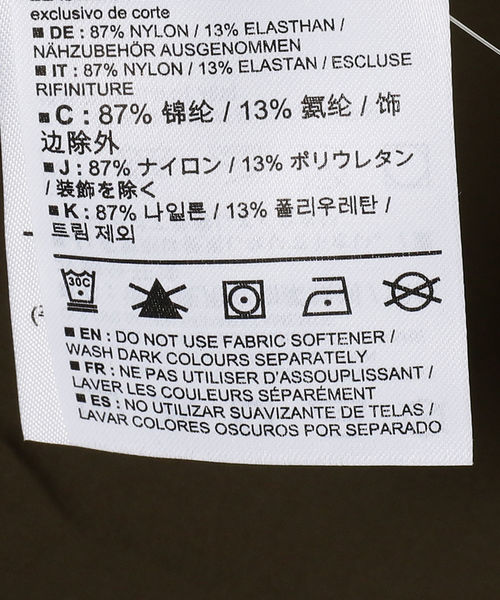 exclusivo de corte
■ DE : 87% NYLON / 13% ELASTHAN /
NÄHZUBEHÖR AUSGENOMMEN
■ IT : 87% NYLON / 13% ELASTAN / ESCLUSE
RIFINITURE
■ C : 87% 锦纶 / 13% 氨纶 / 饰
边除外
■ J : 87% ナイロン / 13% ポリウレタン
/ 装飾を除く
■ K : 87% 나일론 / 13% 폴리우레탄 /
트림 제외
30C
■ EN : DO NOT USE FABRIC SOFTENER /
WASH DARK COLOURS SEPARATELY
■ FR : NE PAS UTILISER D'ASSOUPLISSANT /
LAVER LES COULEURS SÉPARÉMENT
■ ES : NO UTILIZAR SUAVIZANTE DE TELAS /
LAVAR COLORES OSCUROS POR SEPARADO